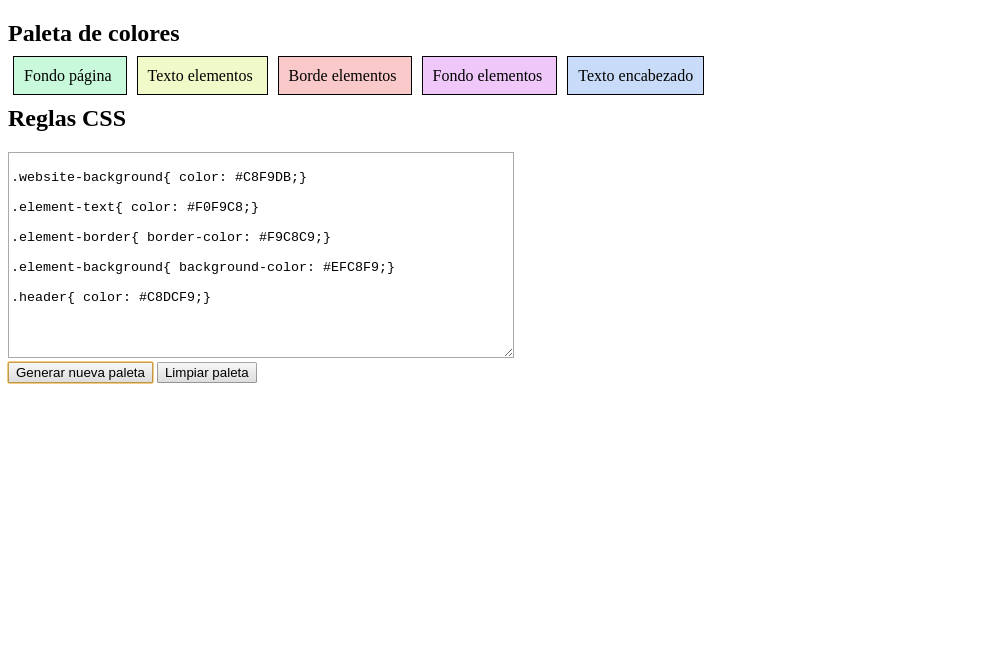 Paleta de colores
Fondo página Texto elementos Borde elementos Fondo elementos Texto encabezado
Reglas CSS
.website-background{ color: #C8F9DB;}
.element-text{ color: #F0F9C8;}
.element-border{ border-color: #F9C8C9;}
.element-background{ background-color: #EFC8F9;}
.header{ color: #C8DCF9;}
Generar nueva paleta Limpiar paleta